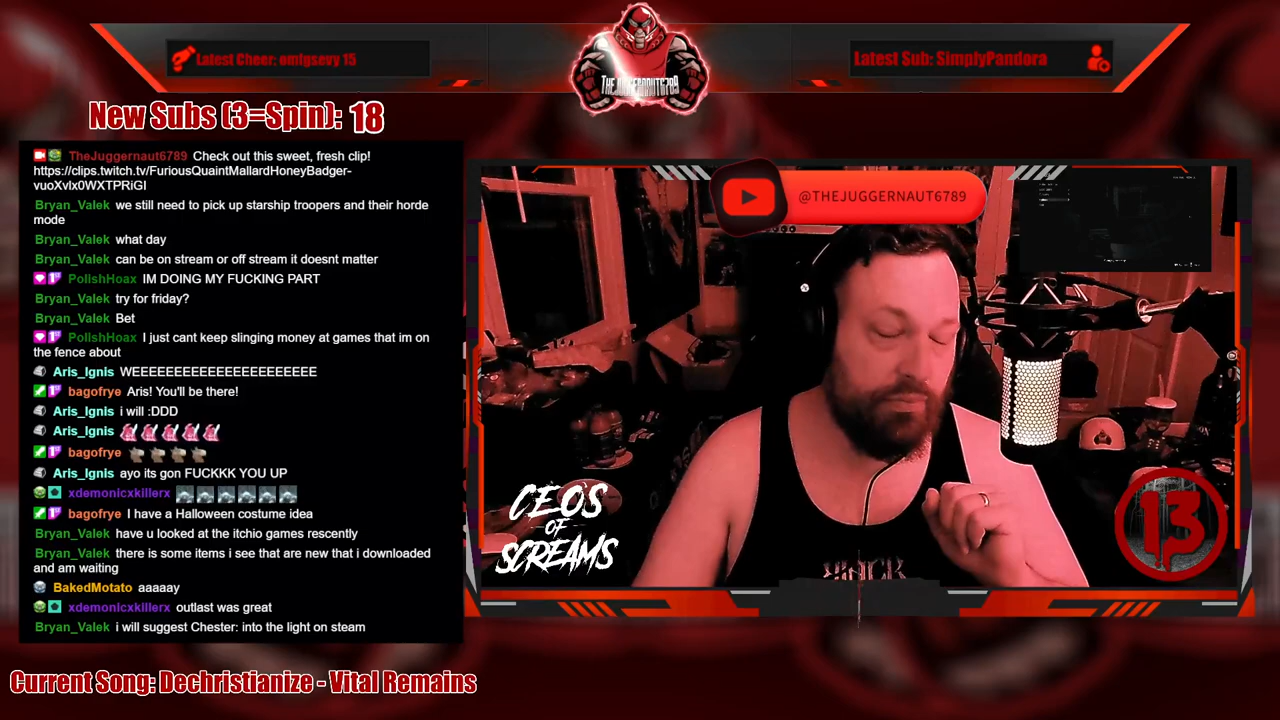 Latest Cheer: omfgsevy 15
TheJuggernaut6789
Latest Sub: SimplyPandora
New Subs (3=Spin): 18
TheJuggernaut6789 Check out this sweet, fresh clip!
https://clips.twitch.tv/FuriousQuaintMallardHoneyBadger-
vuoXvlx0WXTPRiGI
Bryan_Valek we still need to pick up starship troopers and their horde
mode
Bryan_Valek what day
Bryan_Valek can be on stream or off stream it doesnt matter
PolishHoax IM DOING MY FUCKING PART
Bryan_Valek try for friday?
Bryan_Valek Bet
PolishHoax I just cant keep slinging money at games that im on
the fence about
Aris_Ignis WEEEEEEEEEEEEEEEEEEEEEE
bagofrye Aris! You'll be there!
Aris_Ignis i will :DDD
Aris_Ignis
bagofrye
Aris_Ignis ayo its gon FUCKKK YOU UP
xdemonicxkillerx
bagofrye I have a Halloween costume idea
Bryan_Valek have u looked at the itchio games rescently
Bryan_Valek there is some items i see that are new that i downloaded
and am waiting
BakedMotato aaaaay
xdemonicxkillerx outlast was great
Bryan_Valek i will suggest Chester: into the light on steam
@THEJUGGERNAUT6789
CEOS
OF
SCREAMS
13
Current Song: Dechristianize - Vital Remains